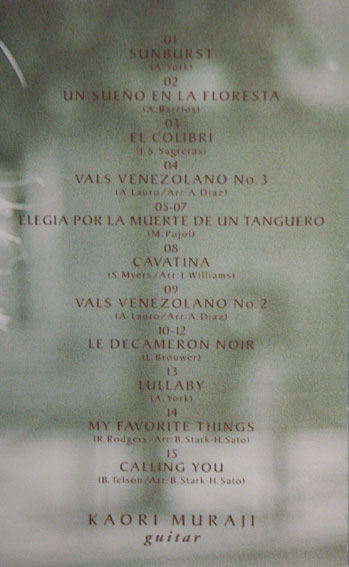 01
SUNBURST
(A. York)
02
UN SUEÑO EN LA FLORESTA
(A. Barrios)
03
EL COLIBRI
(J. S. Sagreras)
04
VALS VENEZOLANO No. 3
(A. Lauro/Arr: A. Diaz)
05-07
ELEGIA POR LA MUERTE DE UN TANGUERO
(M. Pujol)
08
CAVATINA
(S. Myers/Arr: J. Williams)
09
VALS VENEZOLANO No. 2
(A. Lauro/Arr: A. Diaz)
10-12
LE DECAMERON NOIR
(L. Brouwer)
13
LULLABY
(A. York)
14
MY FAVORITE THINGS
(R. Rodgers/Arr: B. Stark-H. Sato)
15
CALLING YOU
(B. Telson/Arr: B. Stark-H. Sato)
KAORI MURAJI
guitar